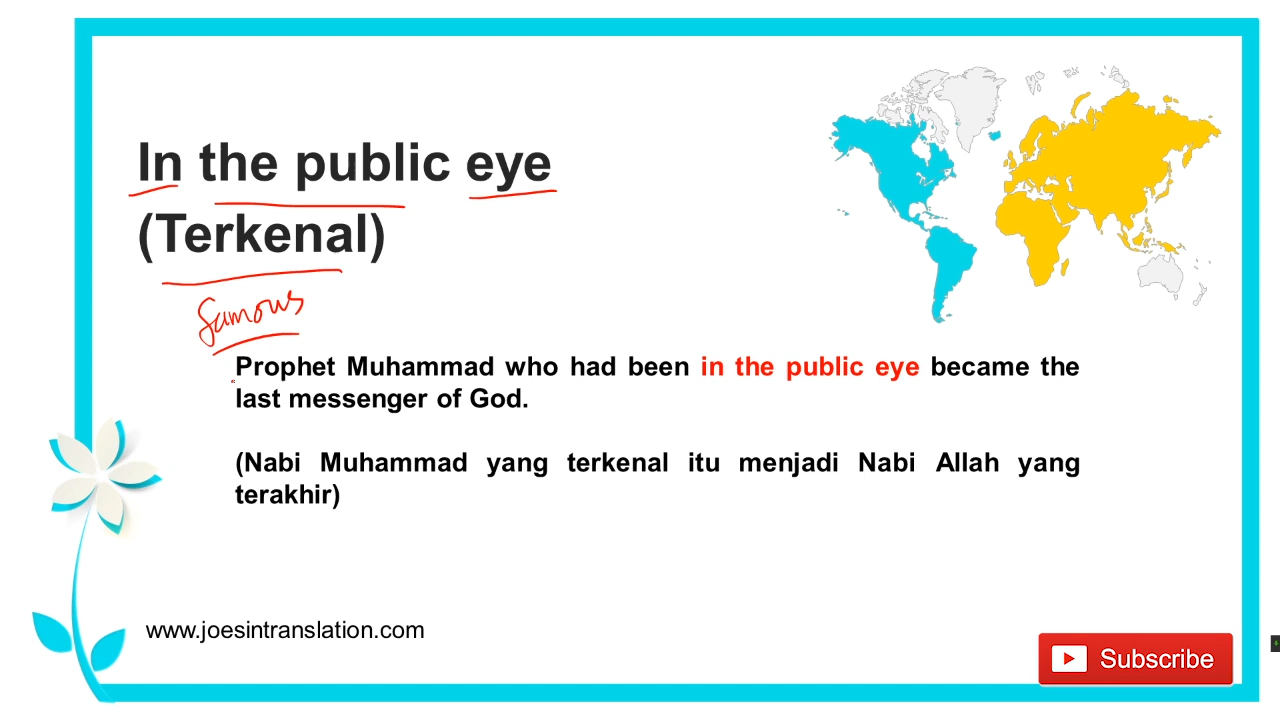 In the public eye
(Terkenal)
famous
Prophet Muhammad who had been in the public eye became the
last messenger of God.
(Nabi Muhammad yang terkenal itu menjadi Nabi Allah yang
terakhir)
www.joesintranslation.com
Subscribe